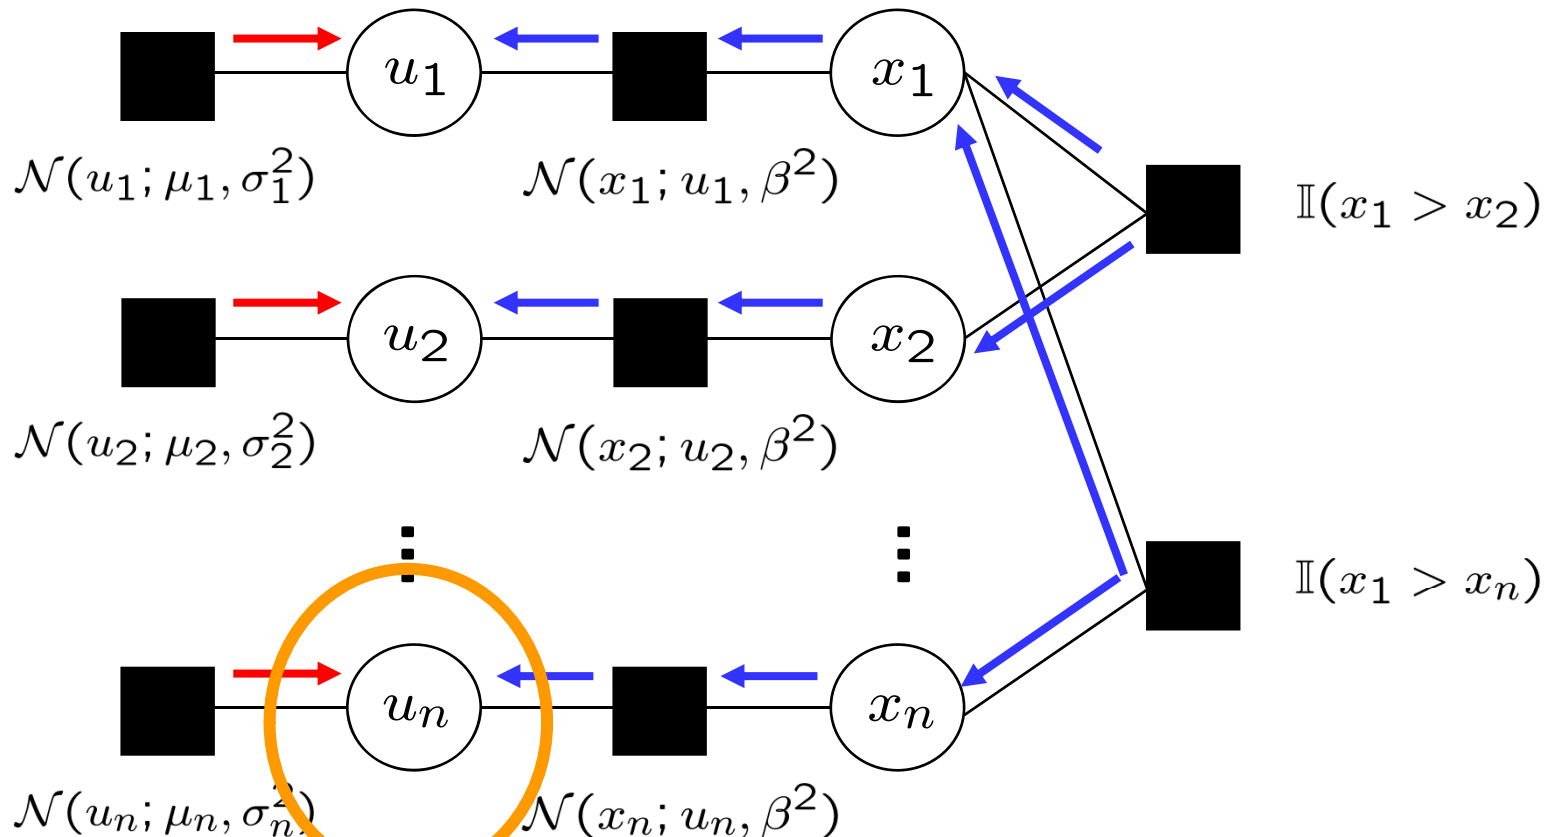 u₁ x₁
𝒩(u₁; μ₁, σ₁²) 𝒩(x₁; u₁, β²) 𝕀(x₁ > x₂)
u₂ x₂
𝒩(u₂; μ₂, σ₂²) 𝒩(x₂; u₂, β²)
⋮ ⋮
𝕀(x₁ > xₙ)
uₙ xₙ
𝒩(uₙ; μₙ, σₙ²) 𝒩(xₙ; uₙ, β²)